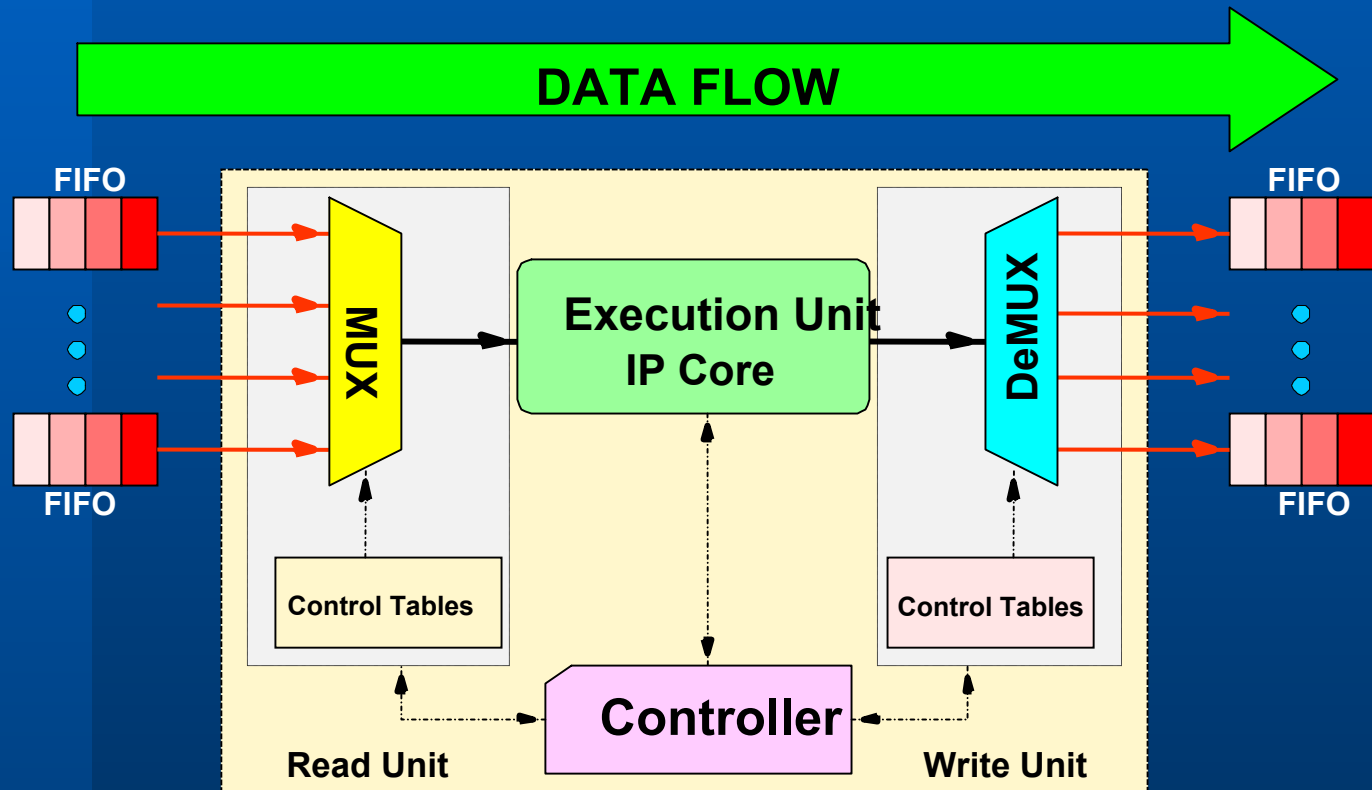 DATA FLOW
FIFO
FIFO
MUX
Execution Unit
IP Core
DeMUX
FIFO
FIFO
Control Tables
Control Tables
Controller
Read Unit
Write Unit